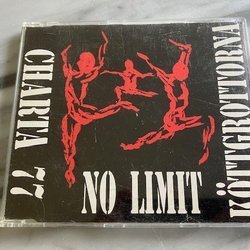 CHARTA 77
NO LIMIT
KÖTTGROTTORNA